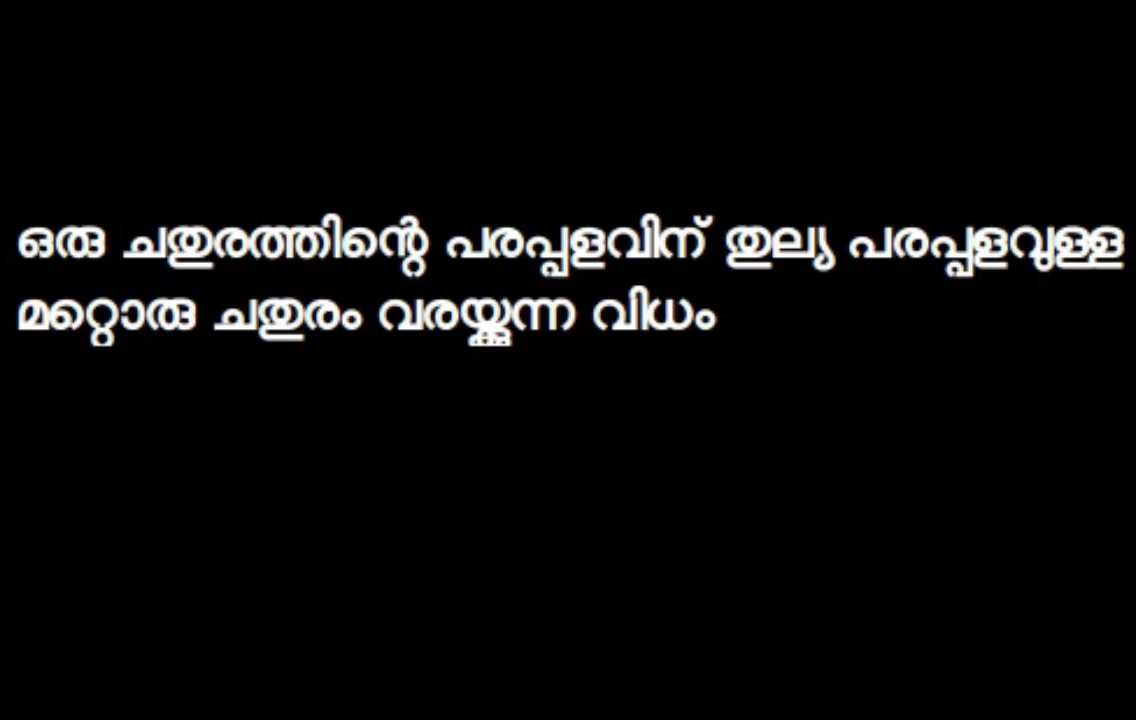 ഒരു ചതുരത്തിന്റെ പരപ്പളവിന് തുല്യ പരപ്പളവുള്ള
മറ്റൊരു ചതുരം വരയ്ക്കുന്ന വിധം